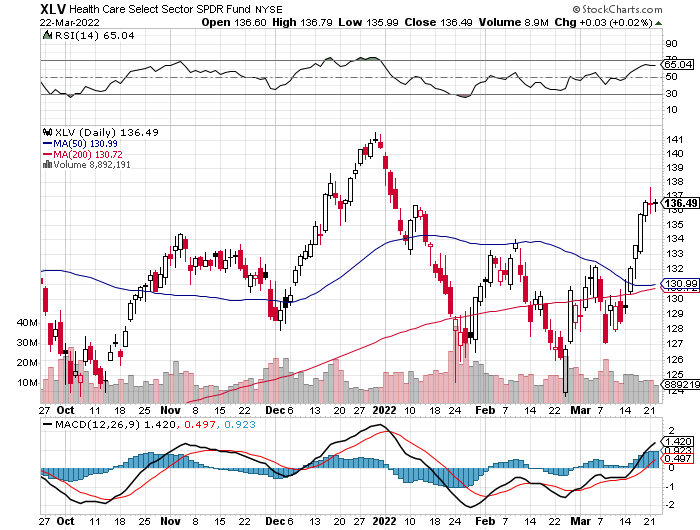 XLV Health Care Select Sector SPDR Fund NYSE
© StockCharts.com
22-Mar-2022
Open 136.60 High 136.79 Low 135.99 Close 136.49 Volume 8.9M Chg +0.03 (+0.02%)
RSI(14) 65.04
90
70
65.04
50
30
10
XLV (Daily) 136.49
MA(50) 130.99
MA(200) 130.72
Volume 8,892,191
141
140
139
138
137
136.49
136
135
134
133
132
131
130.99
130
129
128
127
126
125
124
40M
30M
20M
10M
8892191
27 Oct 11 18 25 Nov 8 15 22 Dec 6 13 20 27 2022 10 18 24 Feb 7 14 22 Mar 7 14 21
MACD(12,26,9) 1.420, 0.497, 0.923
2
1.420
0.923
0.497
0
-1
-2
27 Oct 11 18 25 Nov 8 15 22 Dec 6 13 20 27 2022 10 18 24 Feb 7 14 22 Mar 7 14 21